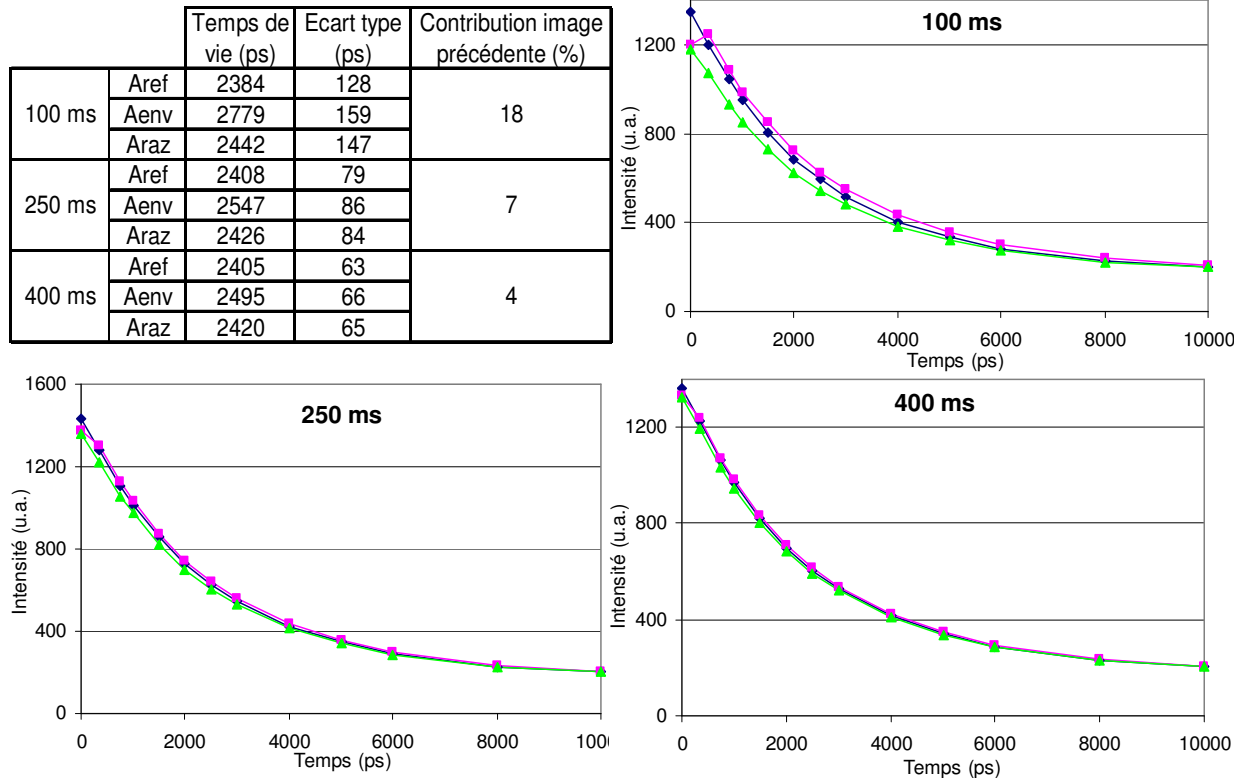 Temps de vie (ps) Ecart type (ps) Contribution image précédente (%)
100 ms Aref 2384 128 18
Aenv 2779 159
Araz 2442 147
250 ms Aref 2408 79 7
Aenv 2547 86
Araz 2426 84
400 ms Aref 2405 63 4
Aenv 2495 66
Araz 2420 65
100 ms
1200
800
400
0
Intensité (u.a.)
0 2000 4000 6000 8000 10000
Temps (ps)
250 ms
1600
1200
800
400
0
Intensité (u.a.)
0 2000 4000 6000 8000 1000
Temps (ps)
400 ms
1200
800
400
0
Intensité (u.a.)
0 2000 4000 6000 8000 10000
Temps (ps)